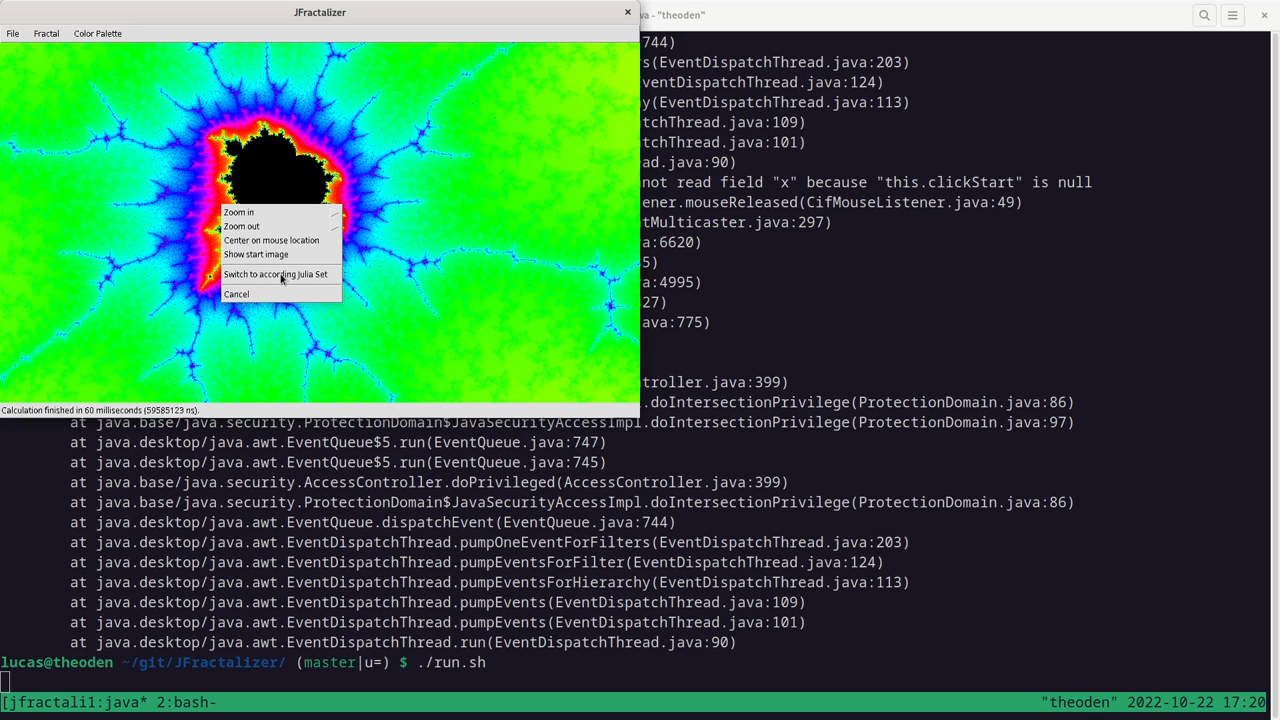 JFractalizer
×
va - "theoden"
×
File Fractal Color Palette
744)
rs(EventDispatchThread.java:203)
EventDispatchThread.java:124)
hy(EventDispatchThread.java:113)
atchThread.java:109)
atchThread.java:101)
ead.java:90)
not read field "x" because "this.clickStart" is null
ener.mouseReleased(CifMouseListener.java:49)
tMulticaster.java:297)
:6620)
5)
4995)
27)
ava:775)
Zoom in
Zoom out
Center on mouse location
Show start image
Switch to according Julia Set
Cancel
troller.java:399)
.doIntersectionPrivilege(ProtectionDomain.java:86)
Calculation finished in 60 milliseconds (59585123 ns).
at java.base/java.security.ProtectionDomain$JavaSecurityAccessImpl.doIntersectionPrivilege(ProtectionDomain.java:97)
at java.desktop/java.awt.EventQueue$5.run(EventQueue.java:747)
at java.desktop/java.awt.EventQueue$5.run(EventQueue.java:745)
at java.base/java.security.AccessController.doPrivileged(AccessController.java:399)
at java.base/java.security.ProtectionDomain$JavaSecurityAccessImpl.doIntersectionPrivilege(ProtectionDomain.java:86)
at java.desktop/java.awt.EventQueue.dispatchEvent(EventQueue.java:744)
at java.desktop/java.awt.EventDispatchThread.pumpOneEventForFilters(EventDispatchThread.java:203)
at java.desktop/java.awt.EventDispatchThread.pumpEventsForFilter(EventDispatchThread.java:124)
at java.desktop/java.awt.EventDispatchThread.pumpEventsForHierarchy(EventDispatchThread.java:113)
at java.desktop/java.awt.EventDispatchThread.pumpEvents(EventDispatchThread.java:109)
at java.desktop/java.awt.EventDispatchThread.pumpEvents(EventDispatchThread.java:101)
at java.desktop/java.awt.EventDispatchThread.run(EventDispatchThread.java:90)
lucas@theoden ~/git/JFractalizer/ (master|u=) $ ./run.sh
[jfractali1:java* 2:bash- "theoden" 2022-10-22 17:20